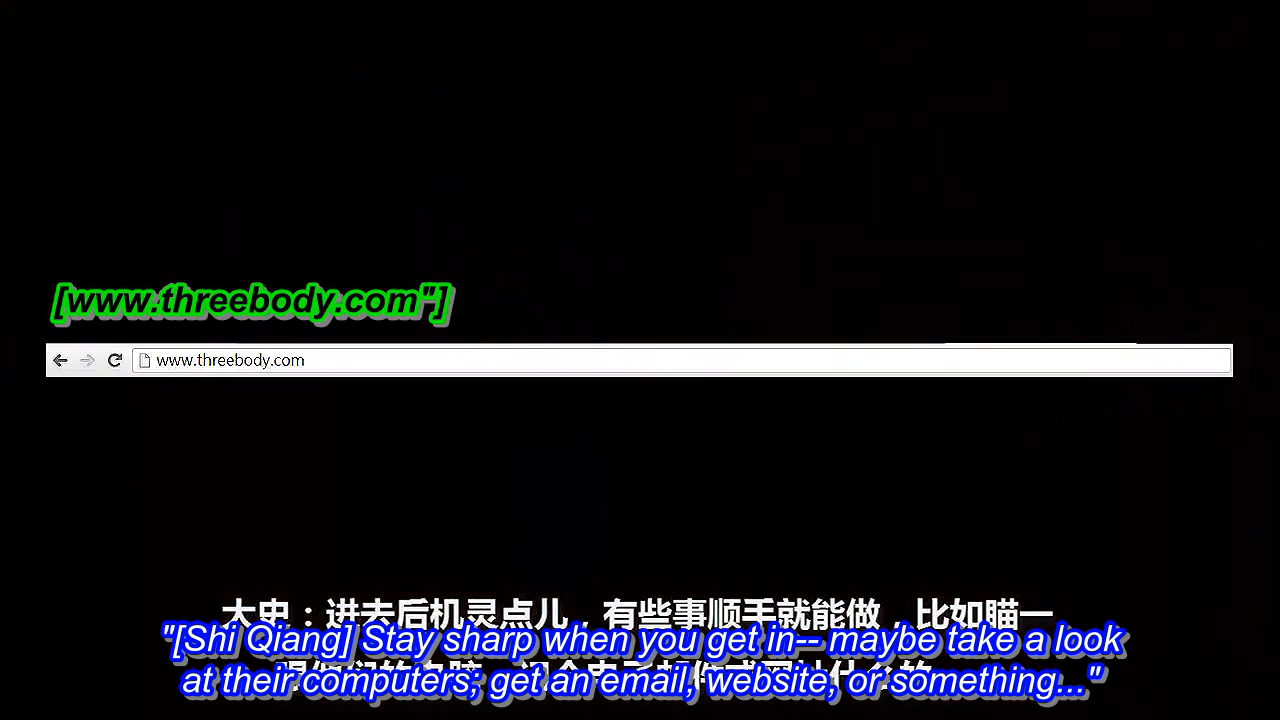 [www.threebody.com"]
www.threebody.com
大史：进去后机灵点儿，有些事顺手就能做，比如瞄一
"[Shi Qiang] Stay sharp when you get in-- maybe take a look
at their computers; get an email, website, or something..."